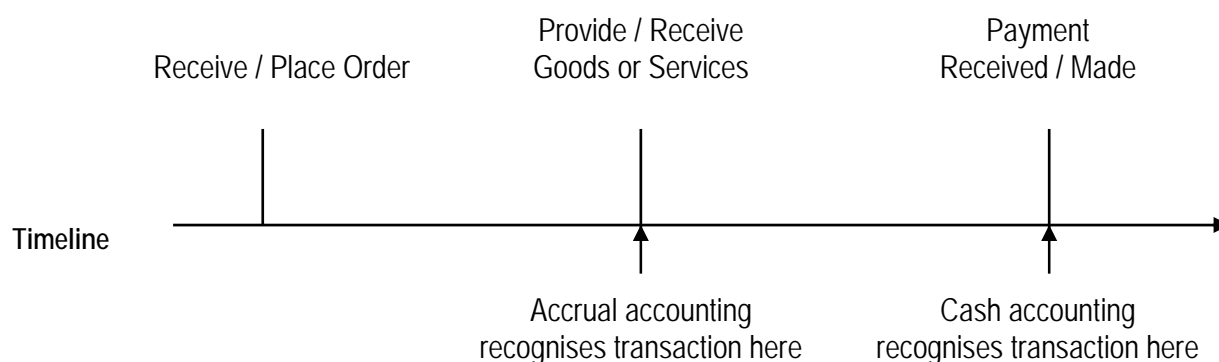 Receive / Place Order
Provide / Receive
Goods or Services
Payment
Received / Made
Timeline
Accrual accounting
recognises transaction here
Cash accounting
recognises transaction here